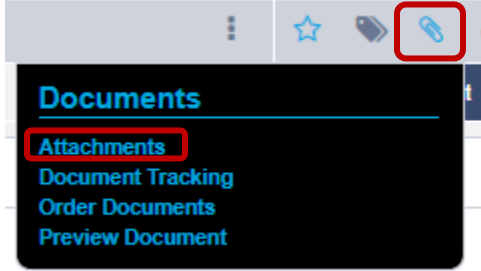 Documents
Attachments
Document Tracking
Order Documents
Preview Document